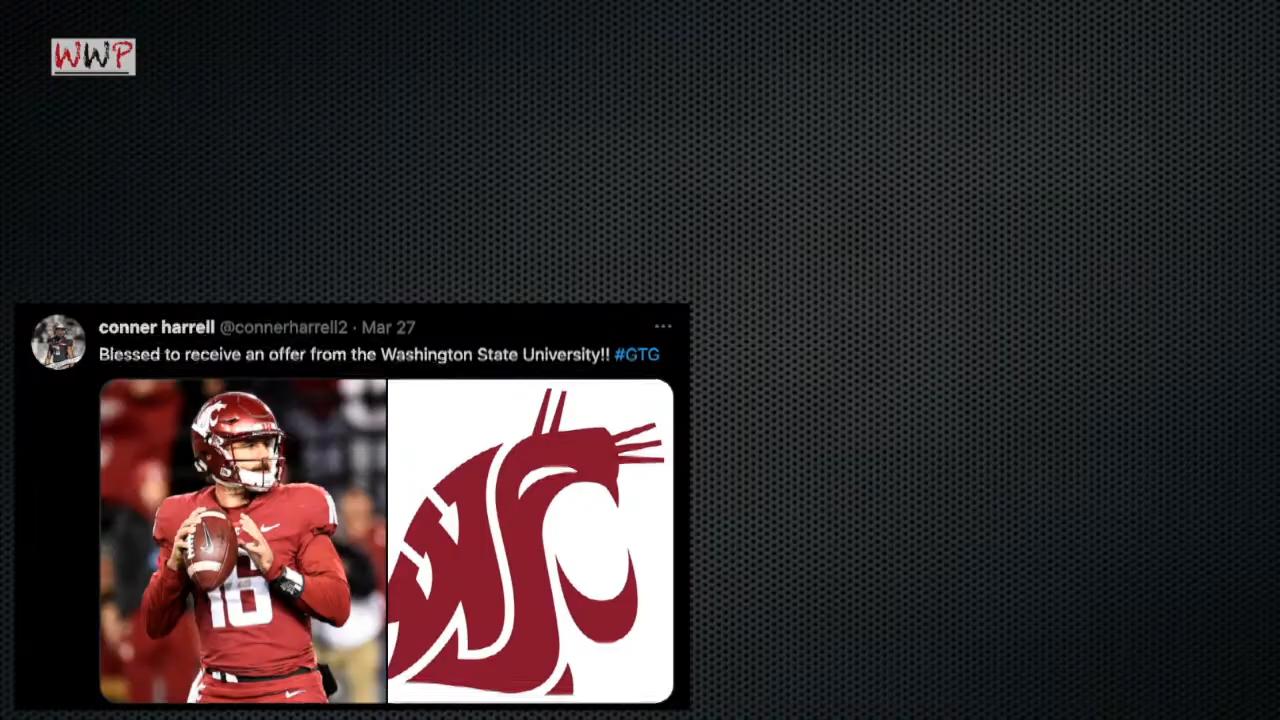 WWP
conner harrell @connerharrell2 · Mar 27
Blessed to receive an offer from the Washington State University!! #GTG
16